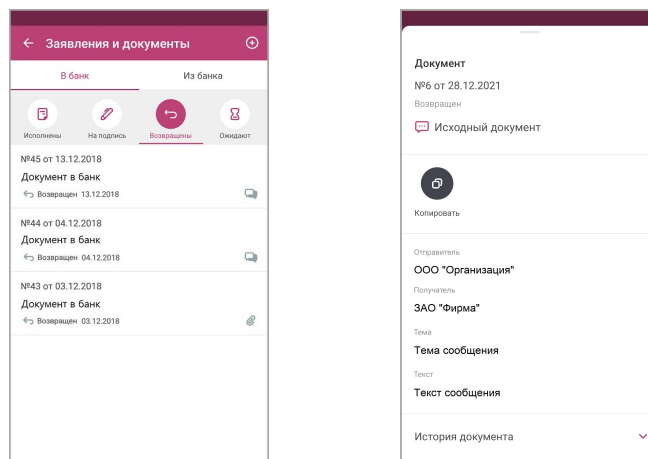 Заявления и документы
В банк
Из банка
Исполнены
На подпись
Возвращены
Ожидают
№45 от 13.12.2018
Документ в банк
Возвращен 13.12.2018
№44 от 04.12.2018
Документ в банк
Возвращен 04.12.2018
№43 от 03.12.2018
Документ в банк
Возвращен 03.12.2018
Документ
№6 от 28.12.2021
Возвращен
Исходный документ
Копировать
Отправитель
ООО "Организация"
Получатель
ЗАО "Фирма"
Тема
Тема сообщения
Текст
Текст сообщения
История документа